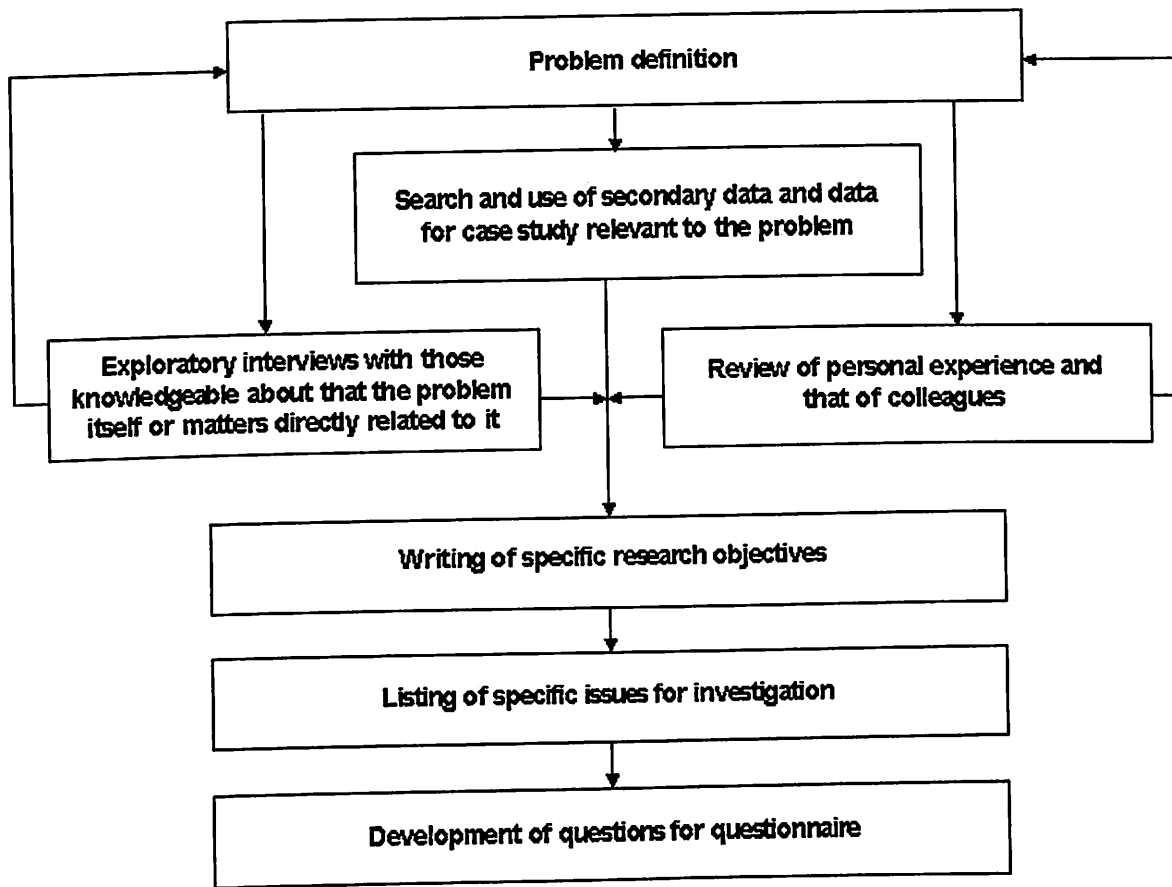 Problem definition
Search and use of secondary data and data
for case study relevant to the problem
Exploratory interviews with those
knowledgeable about that the problem
itself or matters directly related to it
Review of personal experience and
that of colleagues
Writing of specific research objectives
Listing of specific issues for investigation
Development of questions for questionnaire